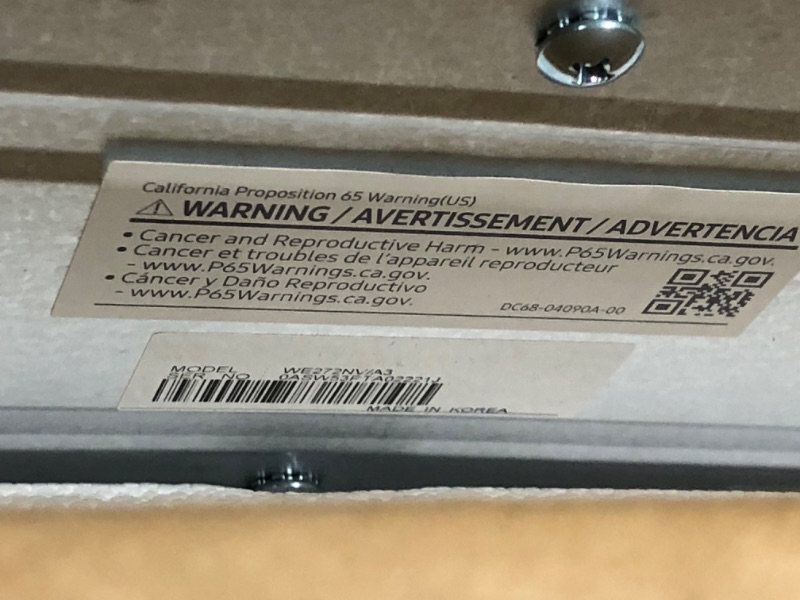 California Proposition 65 Warning(US)
⚠ WARNING / AVERTISSEMENT / ADVERTENCIA
• Cancer and Reproductive Harm - www.P65Warnings.ca.gov.
• Cancer et troubles de l'appareil reproducteur
- www.P65Warnings.ca.gov.
• Cáncer y Daño Reproductivo
- www.P65Warnings.ca.gov.
DC68-04090A-00
MODEL WE272NV/A3
SER. NO.
MADE IN KOREA